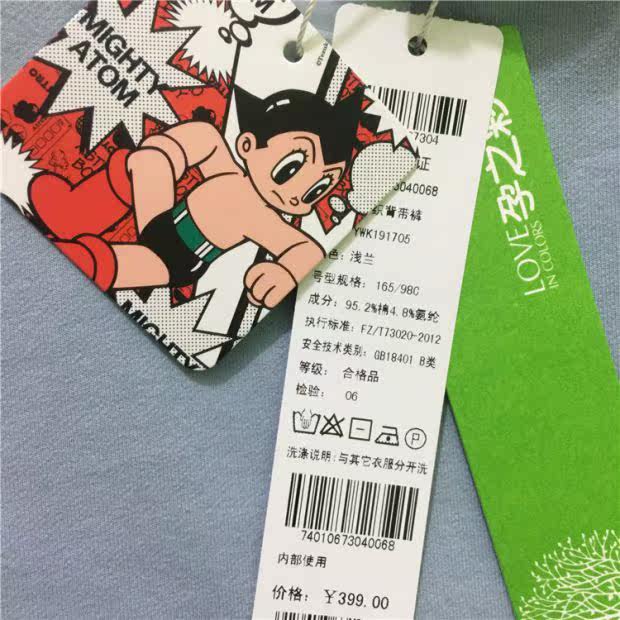 MIGHTY
ATOM
MIGHTY
7304
证
3040068
织背带裤
YWK191705
色：浅兰
号型规格：165/98C
成分：95.2%棉4.8%氨纶
执行标准：FZ/T73020-2012
安全技术类别：GB18401 B类
等级：合格品
检验：06
P
洗涤说明:与其它衣服分开洗
74010673040068
内部使用
价格：￥399.00
孕之彩
LOVE
IN COLORS